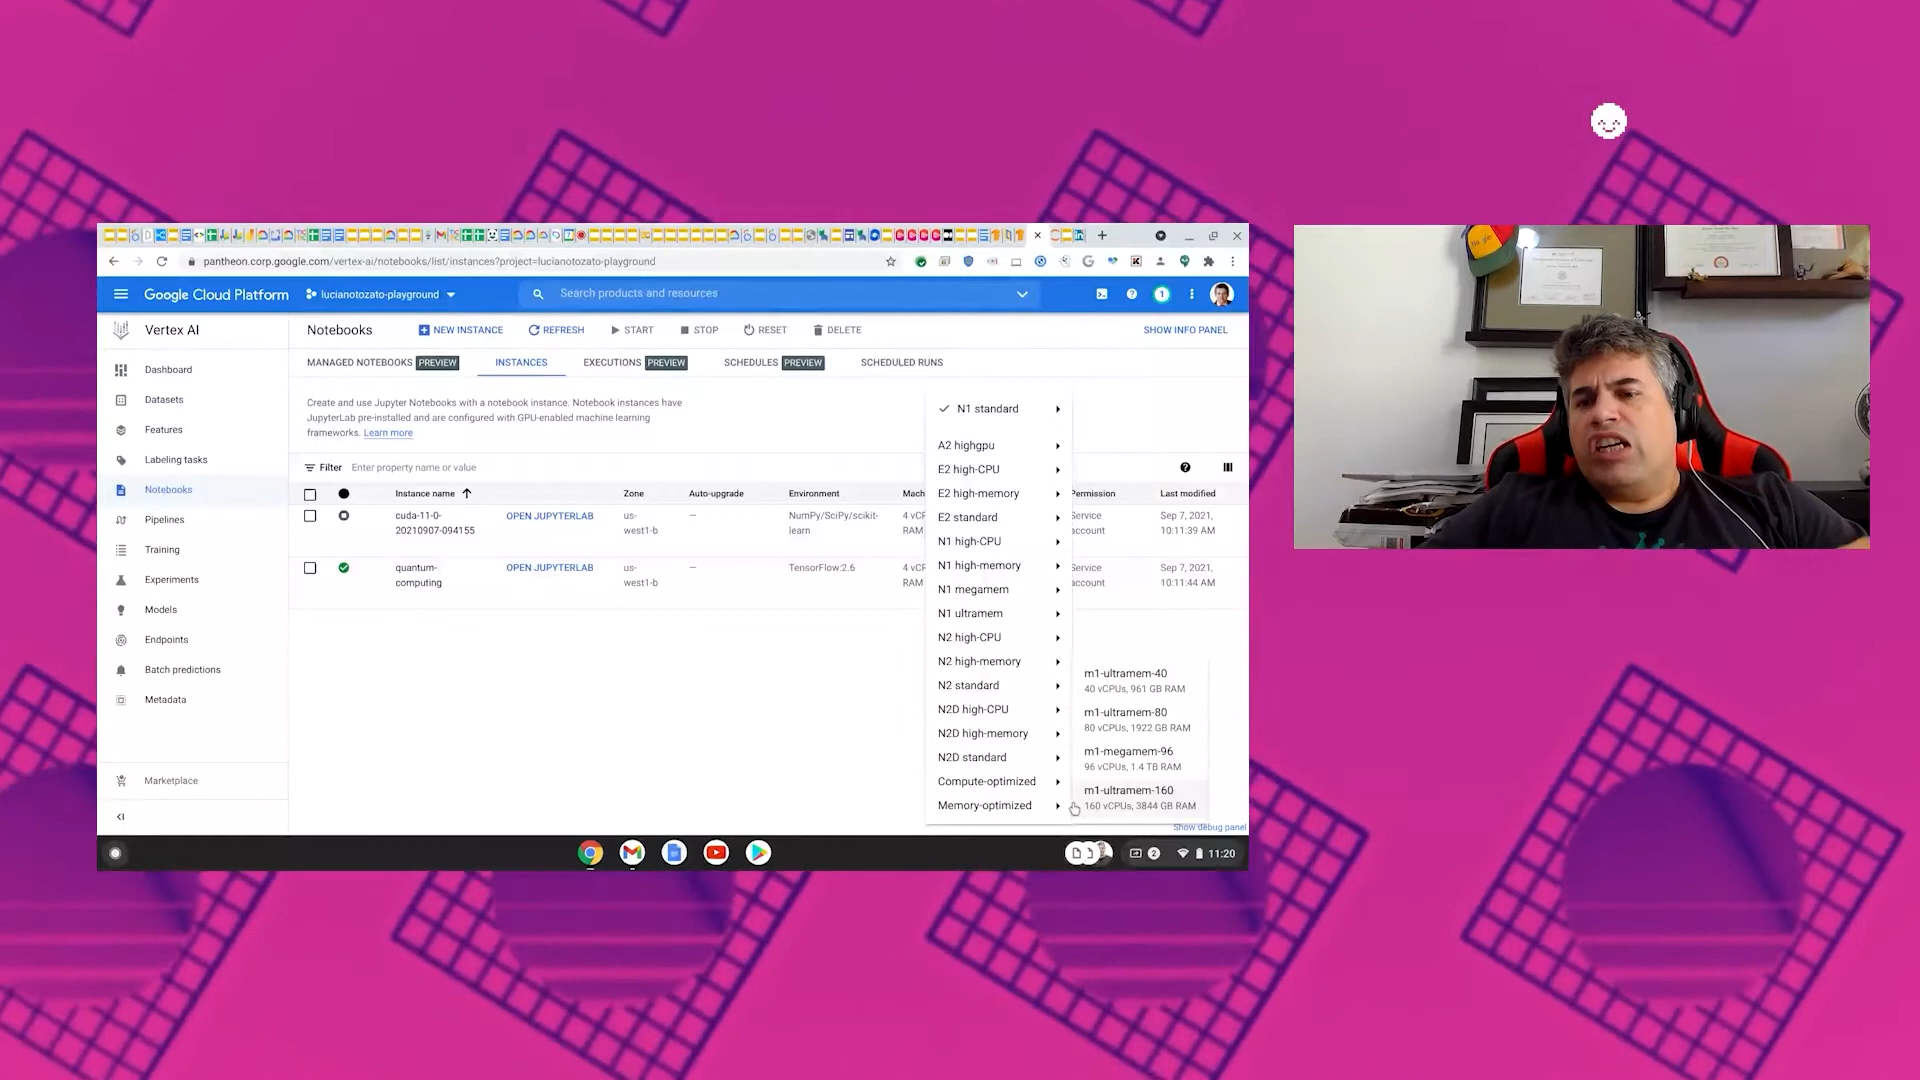 pantheon.corp.google.com/vertex-ai/notebooks/list/instances?project=lucianotozato-playground
Google Cloud Platform
lucianotozato-playground
Search products and resources
1
Vertex AI
Notebooks
NEW INSTANCE
REFRESH
START
STOP
RESET
DELETE
SHOW INFO PANEL
MANAGED NOTEBOOKS PREVIEW
INSTANCES
EXECUTIONS PREVIEW
SCHEDULES PREVIEW
SCHEDULED RUNS
Dashboard
Datasets
Features
Labeling tasks
Notebooks
Pipelines
Training
Experiments
Models
Endpoints
Batch predictions
Metadata
Marketplace
Create and use Jupyter Notebooks with a notebook instance. Notebook instances have
JupyterLab pre-installed and are configured with GPU-enabled machine learning
frameworks. Learn more
Filter Enter property name or value
Instance name Zone Auto-upgrade Environment Mach Permission Last modified
cuda-11-0-
20210907-094155
OPEN JUPYTERLAB
us-
west1-b
—
NumPy/SciPy/scikit-
learn
4 vCP
RAM
Service
account
Sep 7, 2021,
10:11:39 AM
quantum-
computing
OPEN JUPYTERLAB
us-
west1-b
—
TensorFlow:2.6
4 vCP
RAM
Service
account
Sep 7, 2021,
10:11:44 AM
N1 standard
A2 highgpu
E2 high-CPU
E2 high-memory
E2 standard
N1 high-CPU
N1 high-memory
N1 megamem
N1 ultramem
N2 high-CPU
N2 high-memory
N2 standard
N2D high-CPU
N2D high-memory
N2D standard
Compute-optimized
Memory-optimized
m1-ultramem-40
40 vCPUs, 961 GB RAM
m1-ultramem-80
80 vCPUs, 1922 GB RAM
m1-megamem-96
96 vCPUs, 1.4 TB RAM
m1-ultramem-160
160 vCPUs, 3844 GB RAM
Show debug panel
2
11:20